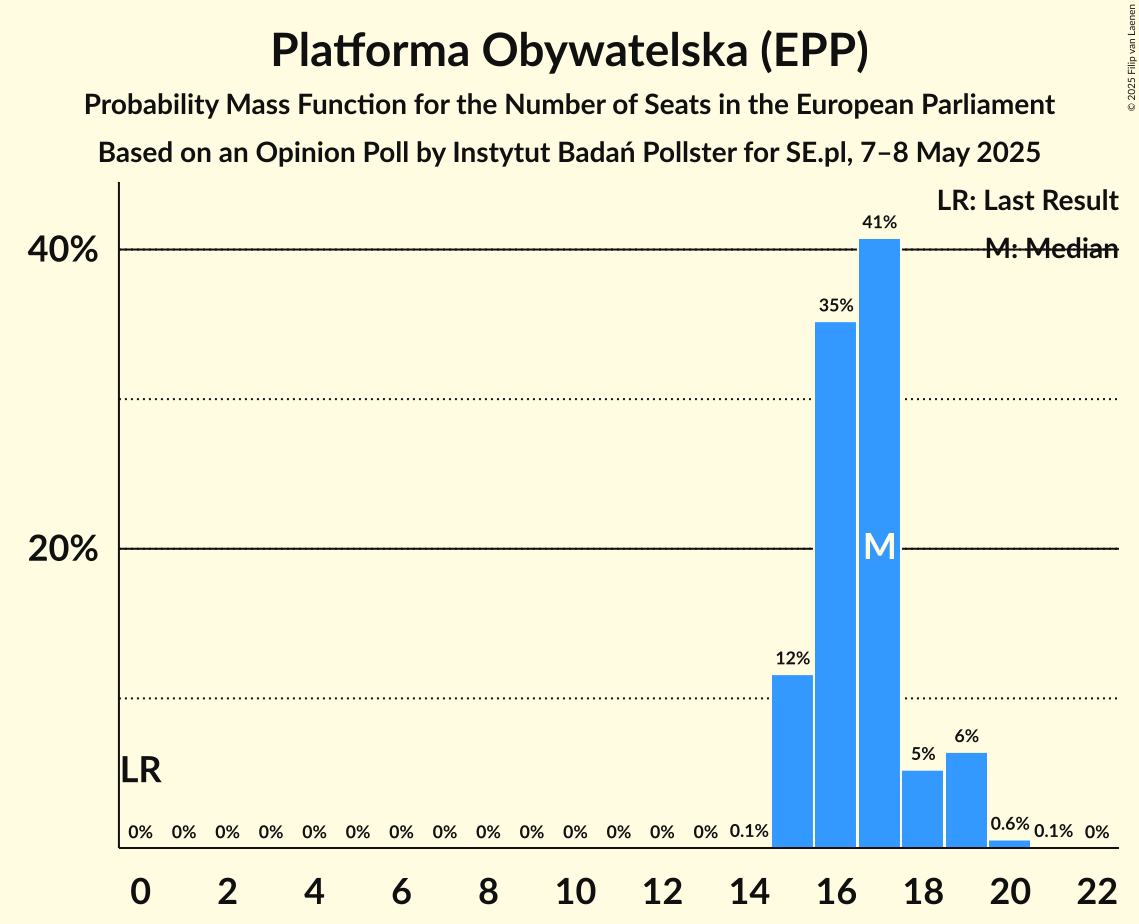 Platforma Obywatelska (EPP)
Probability Mass Function for the Number of Seats in the European Parliament
Based on an Opinion Poll by Instytut Badań Pollster for SE.pl, 7–8 May 2025
© 2025 Filip van Laenen
LR: Last Result
M: Median
40%
20%
41%
35%
M
12%
6%
5%
LR
0% 0% 0% 0% 0% 0% 0% 0% 0% 0% 0% 0% 0% 0% 0.1% 0.6% 0.1% 0%
0 2 4 6 8 10 12 14 16 18 20 22